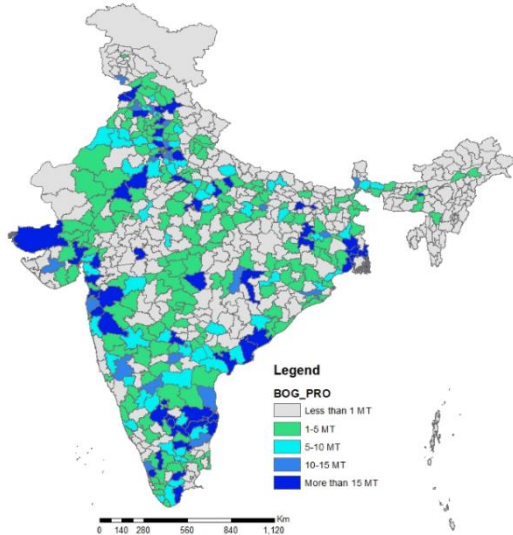 Legend
BOG_PRO
Less than 1 MT
1-5 MT
5-10 MT
10-15 MT
More than 15 MT
Km
0 140 280 560 840 1,120